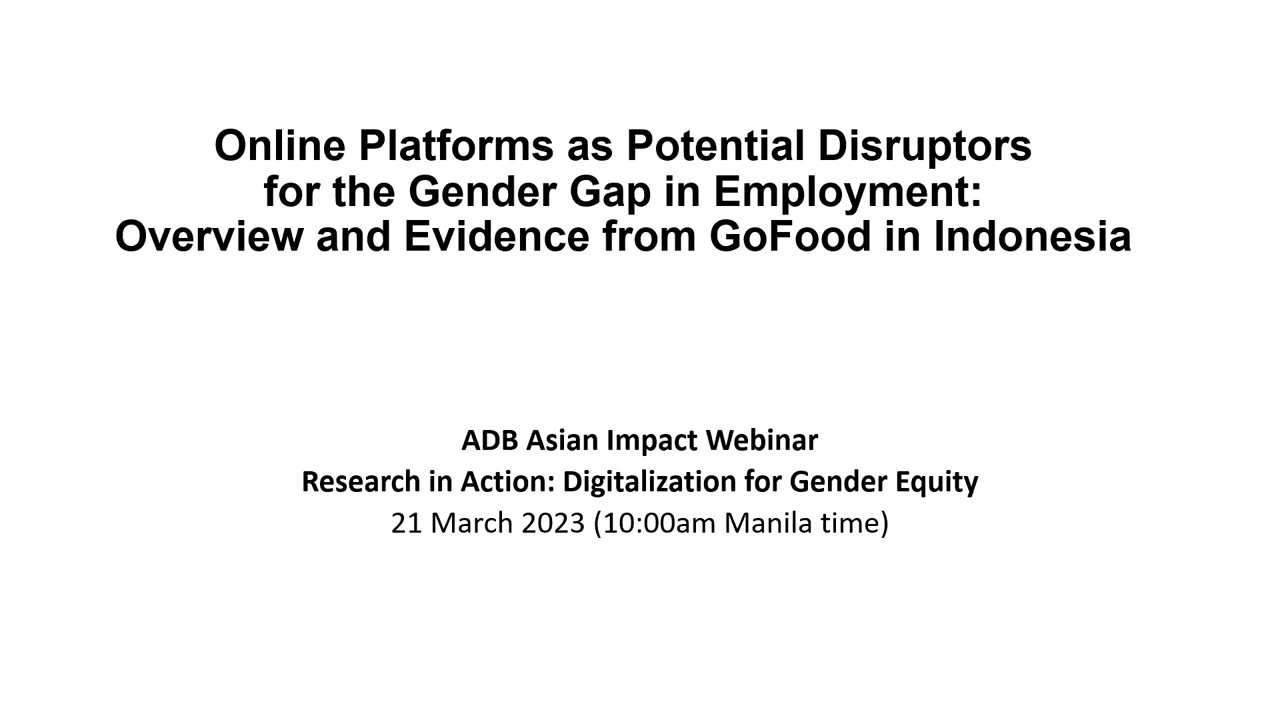 Online Platforms as Potential Disruptors
for the Gender Gap in Employment:
Overview and Evidence from GoFood in Indonesia
ADB Asian Impact Webinar
Research in Action: Digitalization for Gender Equity
21 March 2023 (10:00am Manila time)